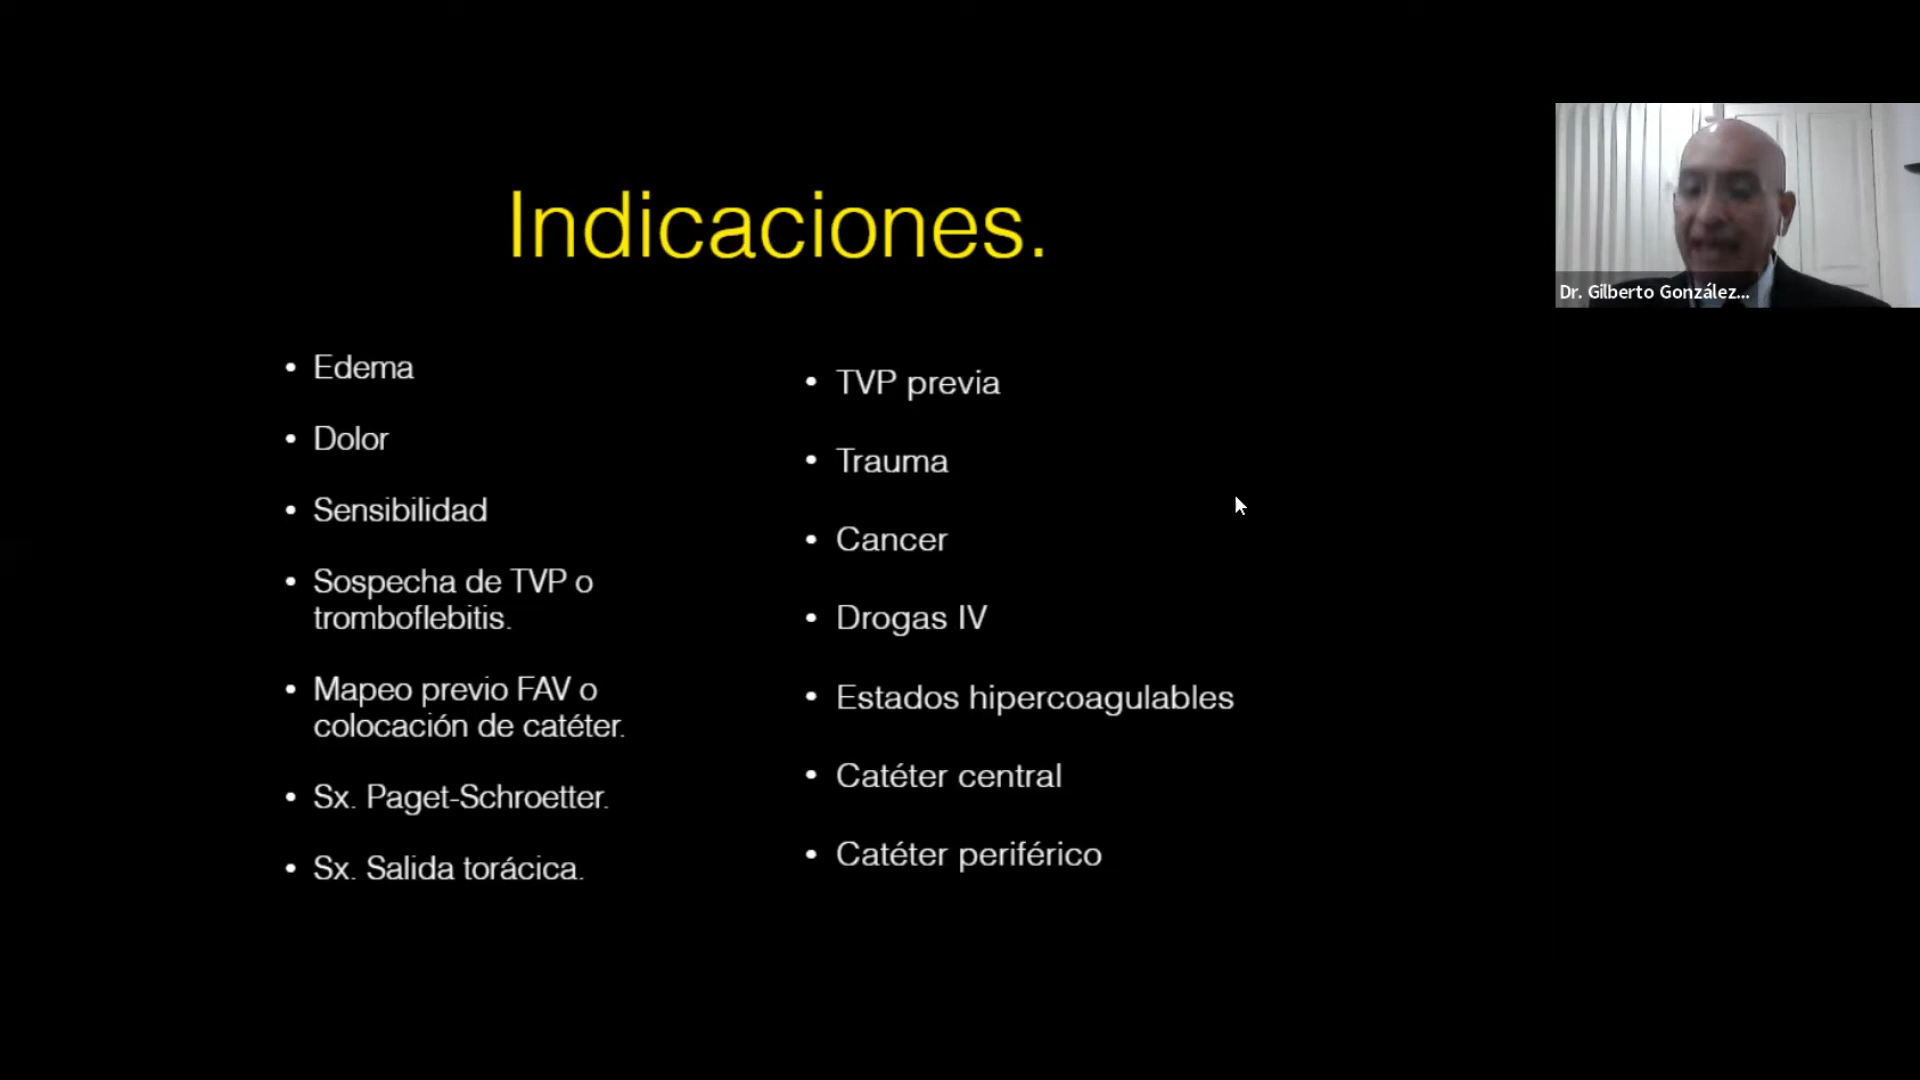 Indicaciones.
• Edema
• Dolor
• Sensibilidad
• Sospecha de TVP o
tromboflebitis.
• Mapeo previo FAV o
colocación de catéter.
• Sx. Paget-Schroetter.
• Sx. Salida torácica.
• TVP previa
• Trauma
• Cancer
• Drogas IV
• Estados hipercoagulables
• Catéter central
• Catéter periférico
Dr. Gilberto González...